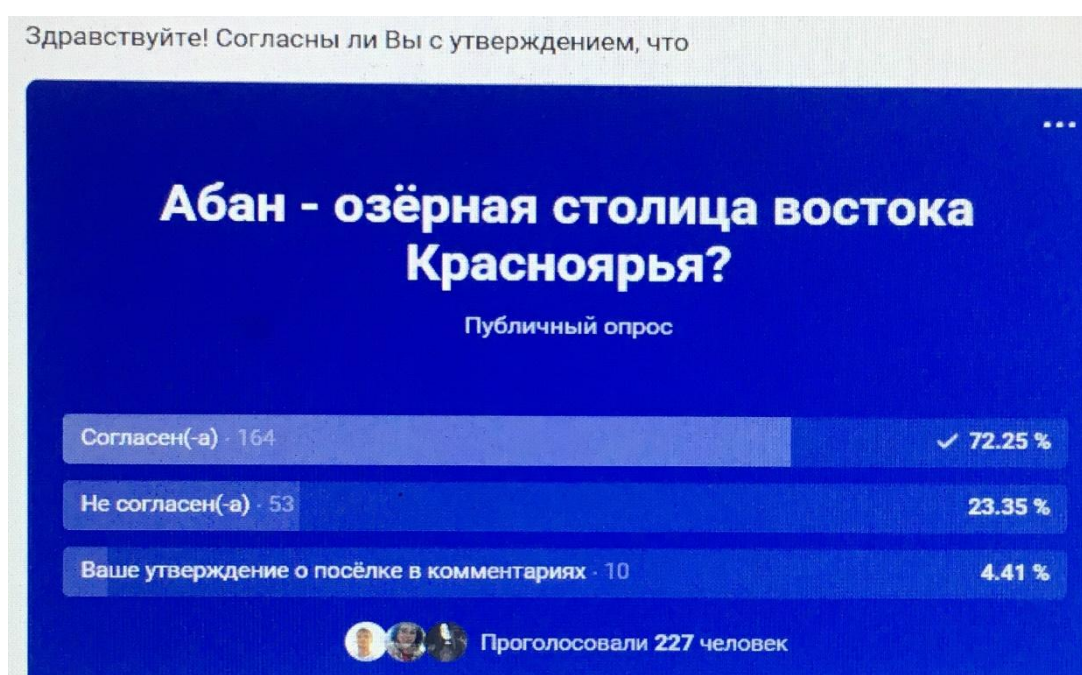 Здравствуйте! Согласны ли Вы с утверждением, что
Абан - озёрная столица востока
Красноярья?
Публичный опрос
Согласен(-а) · 164 72.25 %
Не согласен(-а) · 53 23.35 %
Ваше утверждение о посёлке в комментариях · 10 4.41 %
Проголосовали 227 человек